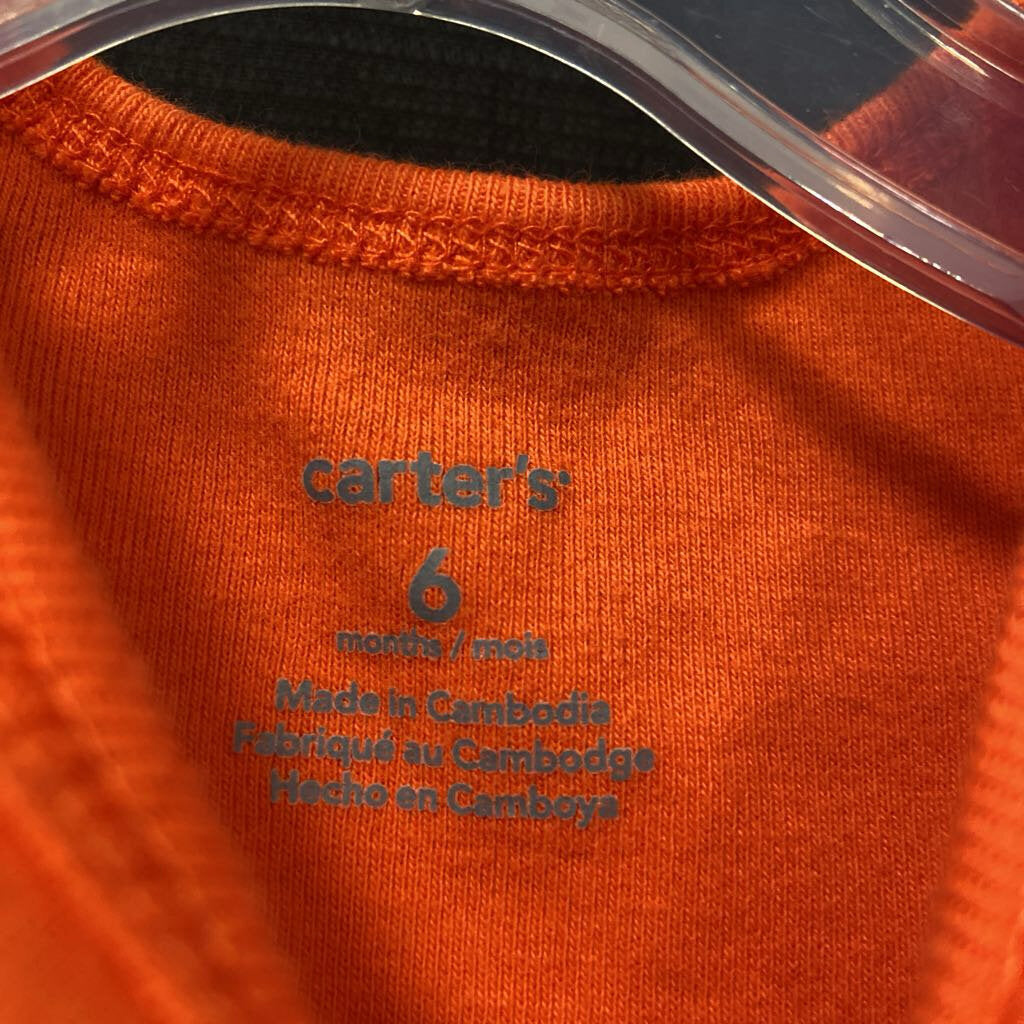 carter's
6
months / mois
Made in Cambodia
Fabriqué au Cambodge
Hecho en Camboya